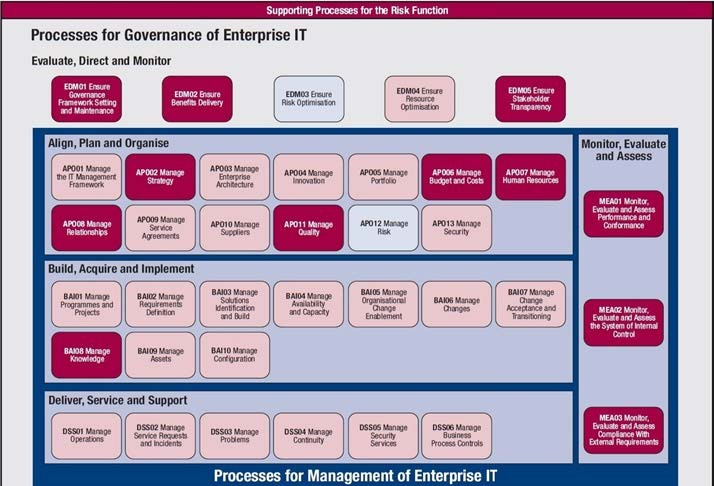 Supporting Processes for the Risk Function
Processes for Governance of Enterprise IT
Evaluate, Direct and Monitor
EDM01 Ensure
Governance
Framework Setting
and Maintenance
EDM02 Ensure
Benefits Delivery
EDM03 Ensure
Risk Optimisation
EDM04 Ensure
Resource
Optimisation
EDM05 Ensure
Stakeholder
Transparency
Align, Plan and Organise
APO01 Manage
the IT Management
Framework
APO02 Manage
Strategy
APO03 Manage
Enterprise
Architecture
APO04 Manage
Innovation
APO05 Manage
Portfolio
APO06 Manage
Budget and Costs
APO07 Manage
Human Resources
APO08 Manage
Relationships
APO09 Manage
Service
Agreements
APO10 Manage
Suppliers
APO11 Manage
Quality
APO12 Manage
Risk
APO13 Manage
Security
Build, Acquire and Implement
BAI01 Manage
Programmes and
Projects
BAI02 Manage
Requirements
Definition
BAI03 Manage
Solutions
Identification
and Build
BAI04 Manage
Availability
and Capacity
BAI05 Manage
Organisational
Change
Enablement
BAI06 Manage
Changes
BAI07 Manage
Change
Acceptance and
Transitioning
BAI08 Manage
Knowledge
BAI09 Manage
Assets
BAI10 Manage
Configuration
Deliver, Service and Support
DSS01 Manage
Operations
DSS02 Manage
Service Requests
and Incidents
DSS03 Manage
Problems
DSS04 Manage
Continuity
DSS05 Manage
Security
Services
DSS06 Manage
Business
Process Controls
Monitor, Evaluate
and Assess
MEA01 Monitor,
Evaluate and Assess
Performance and
Conformance
MEA02 Monitor,
Evaluate and Assess
the System of Internal
Control
MEA03 Monitor,
Evaluate and Assess
Compliance With
External Requirements
Processes for Management of Enterprise IT